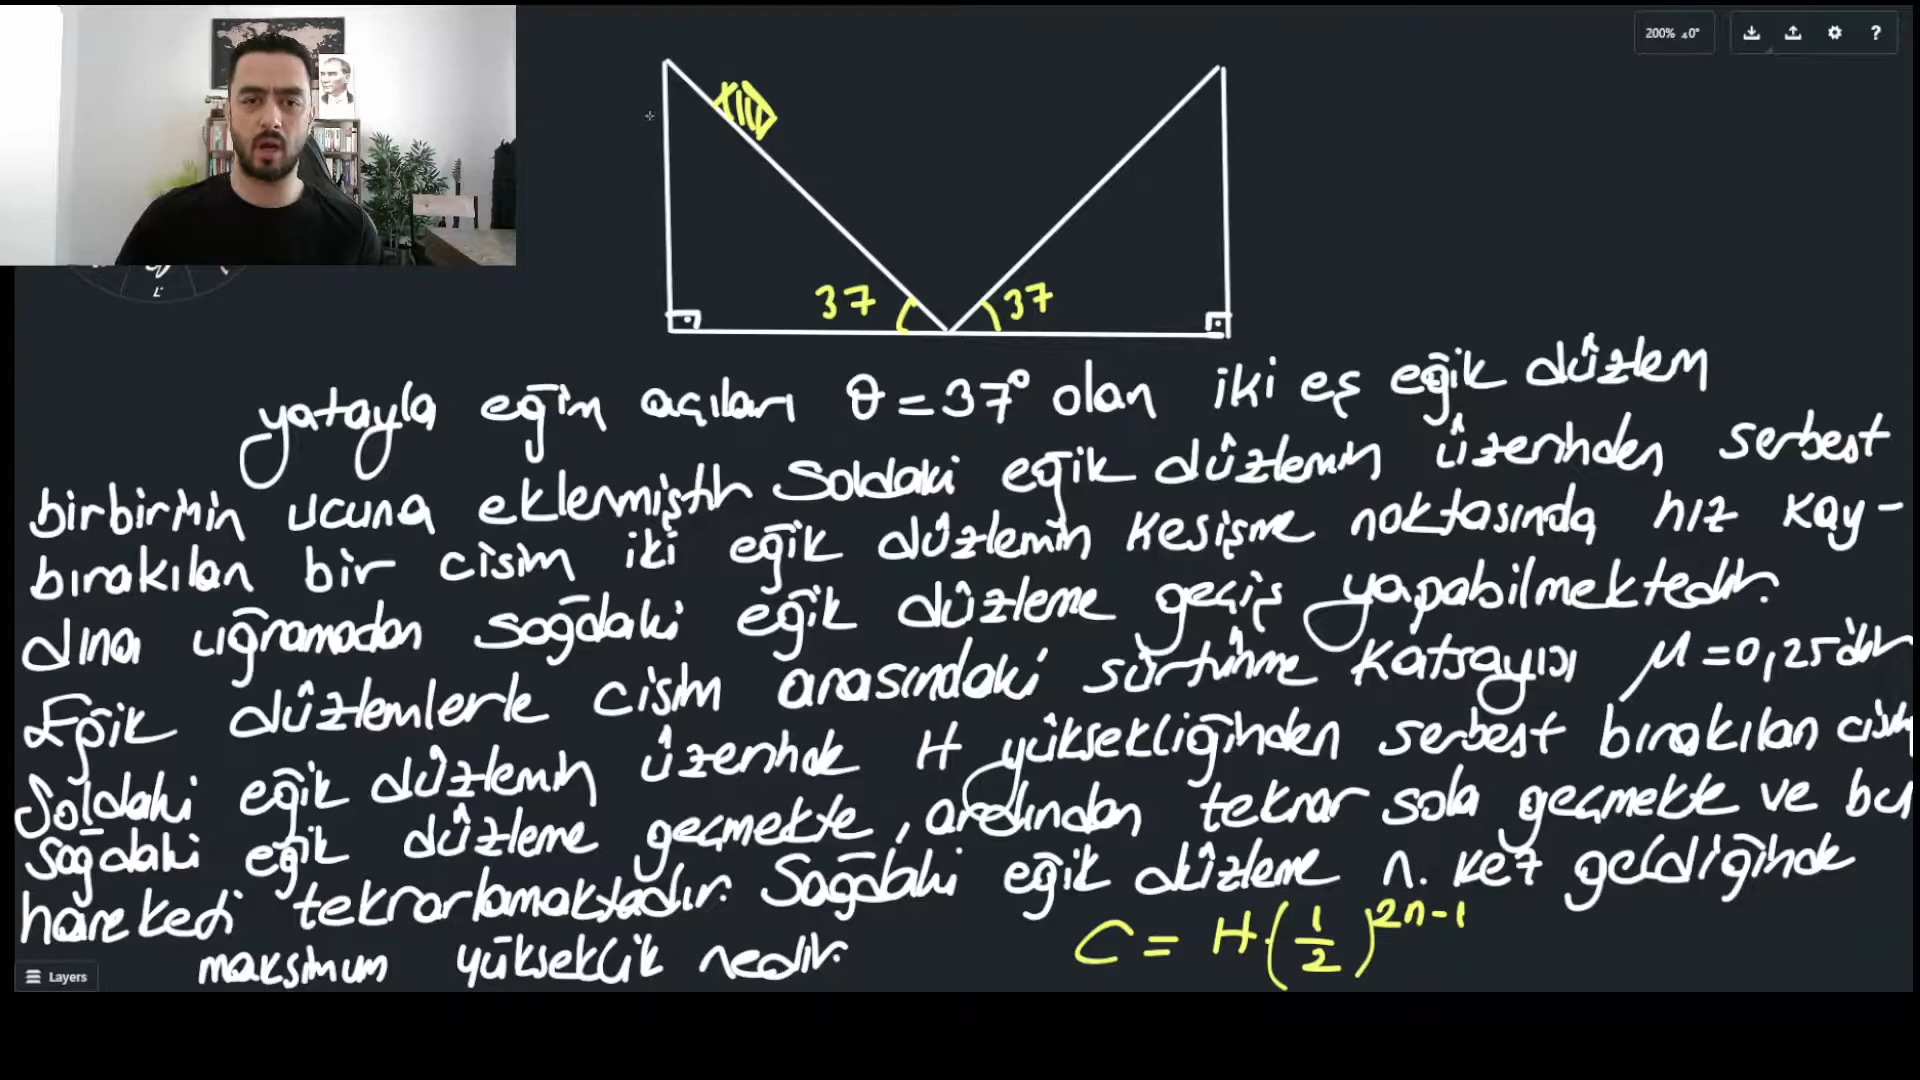 200% 0°
?
37 37
yatayla eğim açıları θ=37° olan iki eş eğik düzlem
birbirinin ucuna eklenmiştir Soldaki eğik düzlemin üzerinden serbest
bırakılan bir cisim iki eğik düzlemin kesişme noktasında hız kay-
dına uğramadan sağdaki eğik düzleme geçiş yapabilmektedir.
Eğik düzlemlerle cisim arasındaki sürtünme katsayısı μ=0,25 dir
Soldaki eğik düzlemin üzerinde H yüksekliğinden serbest bırakılan cisim
sağdaki eğik düzleme geçmekte, ardından tekrar sola geçmekte ve bu
hareketi tekrarlamaktadır. Sağdaki eğik düzleme n. kez geldiğinde
maksimum yükseklik nedir. C = H.(1/2)^2n-1
Layers